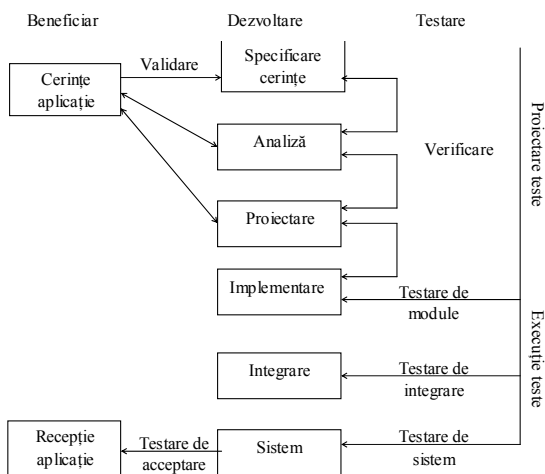 Beneficiar
Dezvoltare
Testare
Cerințe
aplicație
Validare
Specificare
cerințe
Analiză
Verificare
Proiectare teste
Proiectare
Implementare
Testare de
module
Execuție teste
Integrare
Testare de
integrare
Recepție
aplicație
Testare de
acceptare
Sistem
Testare de
sistem